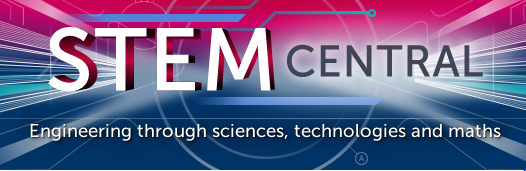 STEM CENTRAL
Engineering through sciences, technologies and maths
A